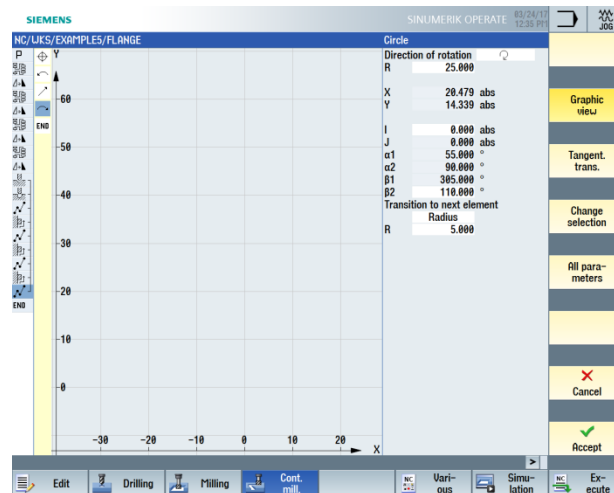 SIEMENS
SINUMERIK OPERATE
03/24/17
12:35 PM
JOG
NC/WKS/EXAMPLE5/FLANGE
Circle
P
Y
END
END
60
50
40
30
20
10
0
-30 -20 -10 0 10 20
X
Direction of rotation
R 25.000
X 20.479 abs
Y 14.339 abs
I 0.000 abs
J 0.000 abs
α1 55.000 °
α2 90.000 °
β1 305.000 °
β2 110.000 °
Transition to next element
Radius
R 5.000
Graphic
view
Tangent.
trans.
Change
selection
All para-
meters
Cancel
Accept
>
Edit
Drilling
Milling
Cont.
mill.
NC
Vari-
ous
Simu-
lation
NC
Ex-
ecute